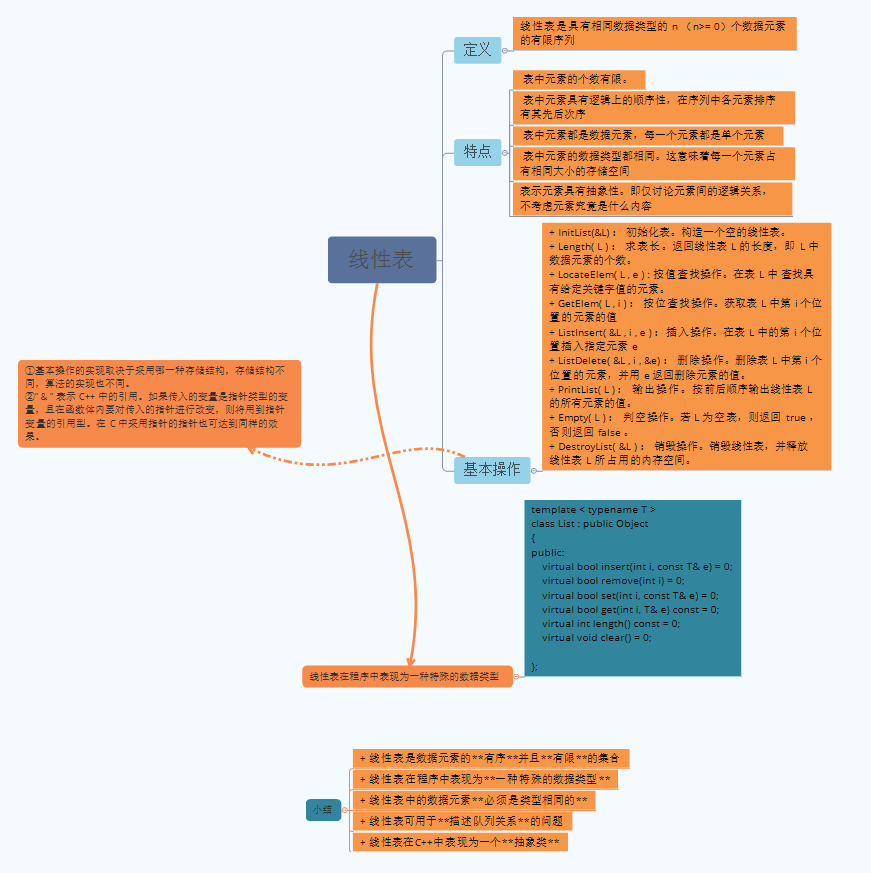 线性表
定义
线性表是具有相同数据类型的 n （n>= 0）个数据元素
的有限序列
特点
表中元素的个数有限。
表中元素具有逻辑上的顺序性，在序列中各元素排序
有其先后次序
表中元素都是数据元素，每一个元素都是单个元素
表中元素的数据类型都相同。这意味着每一个元素占
有相同大小的存储空间
表示元素具有抽象性。即仅讨论元素间的逻辑关系，
不考虑元素究竟是什么内容
基本操作
+ InitList(&L)： 初始化表。构造一个空的线性表。
+ Length( L )： 求表长。返回线性表 L 的长度，即 L 中
数据元素的个数。
+ LocateElem( L , e ) : 按值查找操作。在表 L 中 查找具
有给定关键字值的元素。
+ GetElem( L , i )： 按位查找操作。获取表 L 中第 i 个位
置的元素的值
+ ListInsert( &L , i , e )： 插入操作。在表 L 中的第 i 个位
置插入指定元素 e
+ ListDelete( &L , i , &e)： 删除操作。删除表 L 中第 i 个
位置的元素，并用 e 返回删除元素的值。
+ PrintList( L )： 输出操作。按前后顺序输出线性表 L
的所有元素的值。
+ Empty( L )： 判空操作。若 L 为空表，则返回 true ，
否则返回 false 。
+ DestroyList( &L )： 销毁操作。销毁线性表，并释放
线性表 L 所占用的内存空间。
①基本操作的实现取决于采用哪一种存储结构，存储结构不
同，算法的实现也不同。
②“ & ” 表示 C++ 中的引用。如果传入的变量是指针类型的变
量，且在函数体内要对传入的指针进行改变，则将用到指针
变量的引用型。在 C 中采用指针的指针也可达到同样的效
果。
线性表在程序中表现为一种特殊的数据类型
template < typename T >
class List : public Object
{
public:
    virtual bool insert(int i, const T& e) = 0;
    virtual bool remove(int i) = 0;
    virtual bool set(int i, const T& e) = 0;
    virtual bool get(int i, T& e) const = 0;
    virtual int length() const = 0;
    virtual void clear() = 0;
};
小结
+ 线性表是数据元素的**有序**并且**有限**的集合
+ 线性表在程序中表现为**一种特殊的数据类型**
+ 线性表中的数据元素**必须是类型相同的**
+ 线性表可用于**描述队列关系**的问题
+ 线性表在C++中表现为一个**抽象类**